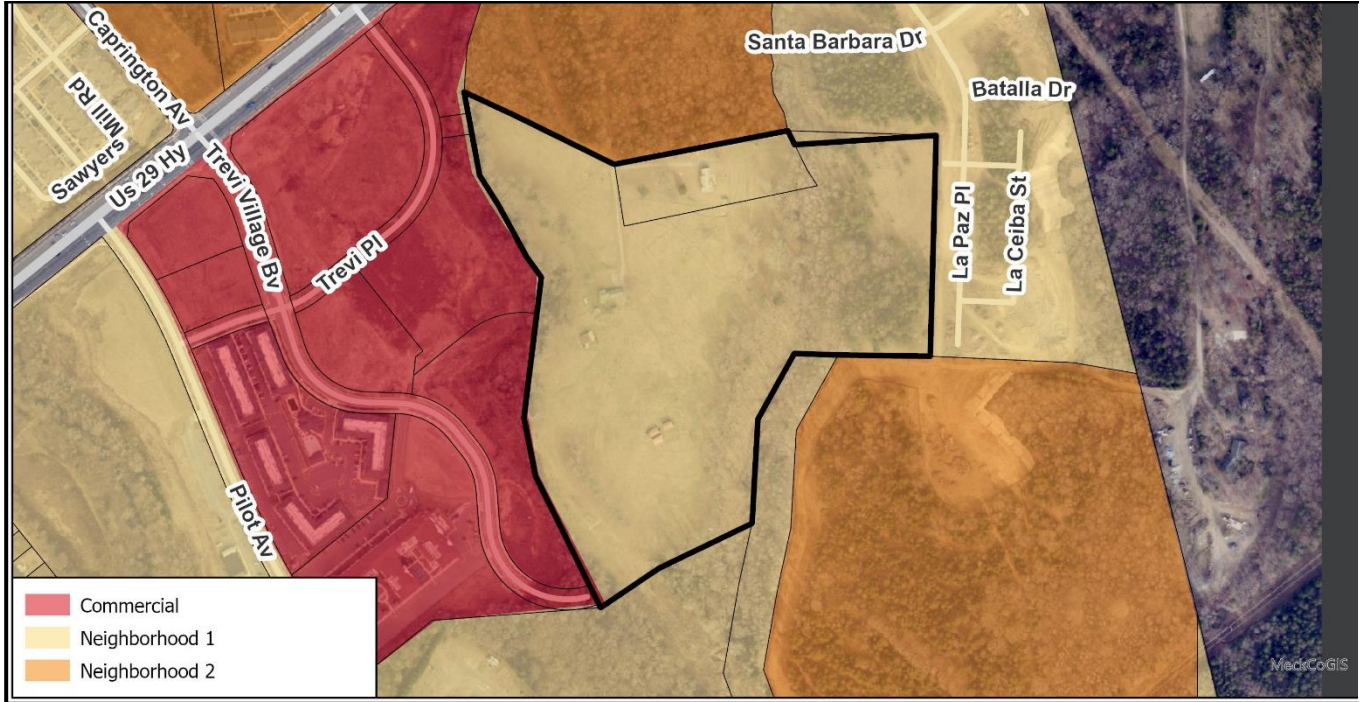 Caprington Av
Sawyers
Mill Rd
Us 29 Hy
Trevi Village Bv
Trevi Pl
Pilot Av
Santa Barbara Dr
Batalla Dr
La Paz Pl
La Ceiba St
Commercial
Neighborhood 1
Neighborhood 2
MeckCoGIS